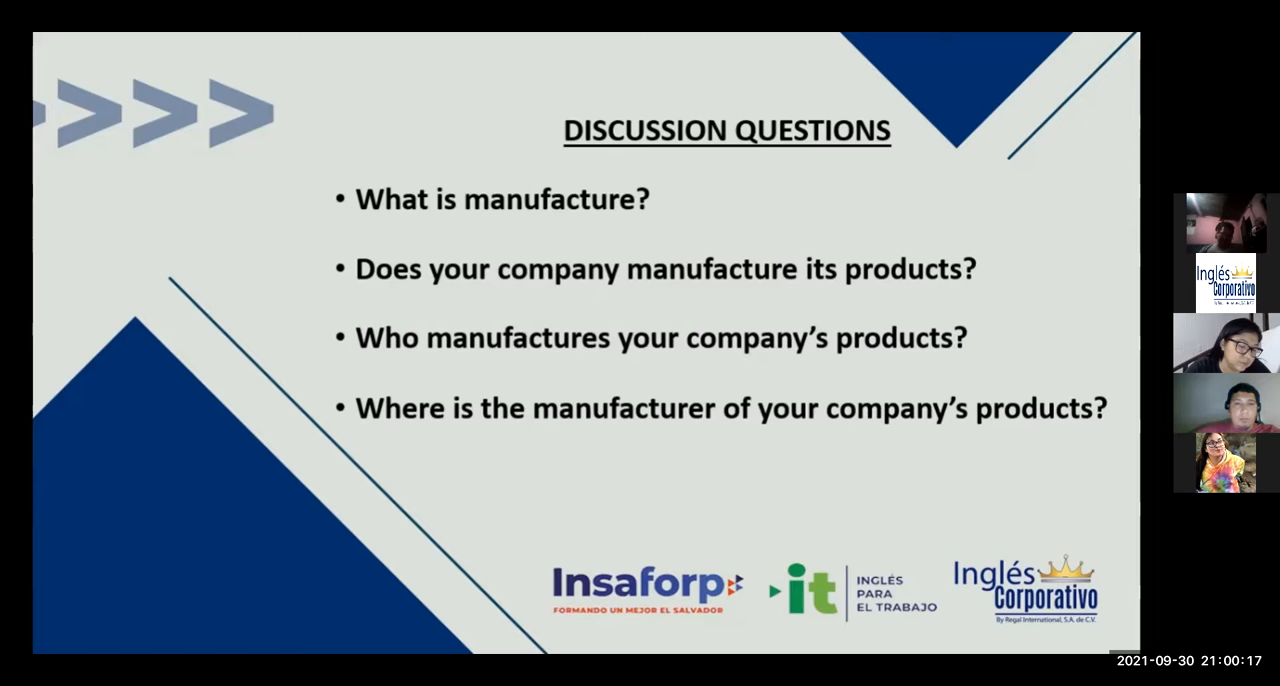 DISCUSSION QUESTIONS
• What is manufacture?
• Does your company manufacture its products?
• Who manufactures your company's products?
• Where is the manufacturer of your company's products?
Insaforp
FORMANDO UN MEJOR EL SALVADOR
it
INGLÉS
PARA
EL TRABAJO
Inglés
Corporativo
By Regal International, S.A. de C.V.
Inglés
Corporativo
2021-09-30 21:00:17